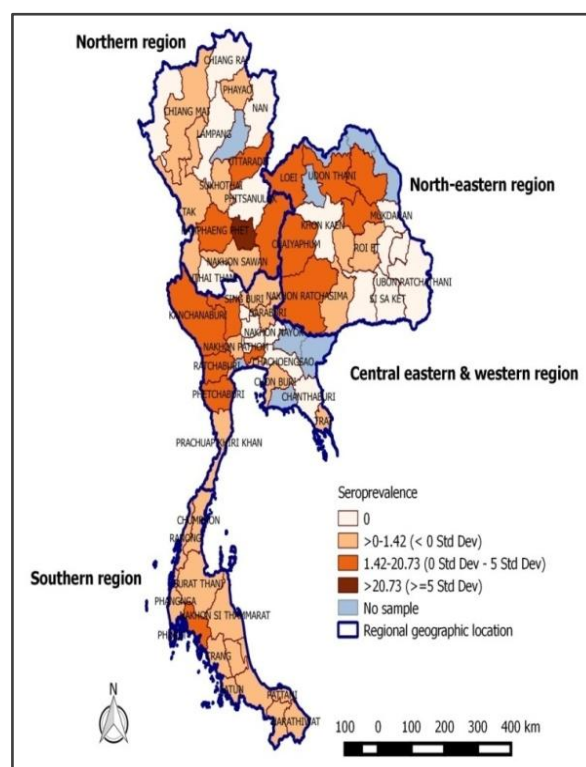 Northern region
CHIANG RAI
PHAYAO
CHIANG MAI
NAN
LAMPANG
UTTARADI
LOEI
UDON THANI
North-eastern region
SUKHOTHAI
PHITSANULOK
TAK
MUKDAHAN
KHON KAEN
PHAENG PHET
CHAIYAPHUM
ROI ET
NAKHON SAWAN
UTHAI THANI
UBON RATCHATHANI
SI SA KET
SING BURI
NAKHON RATCHASIMA
KANCHANABURI
SARABURI
NAKHON NAYOK
NAKHON PATHOM
CHACHOENGSAO
RATCHABURI
Central eastern & western region
CHON BURI
PHETCHABURI
CHANTHABURI
TRAT
PRACHUAP KHIRI KHAN
Seroprevalence
0
>0-1.42 (< 0 Std Dev)
1.42-20.73 (0 Std Dev - 5 Std Dev)
>20.73 (>=5 Std Dev)
No sample
Regional geographic location
CHUMPHON
RANONG
Southern region
SURAT THANI
PHANGNGA
NAKHON SI THAMMARAT
TRANG
SATUN
PATTANI
NARATHIWAT
N
100 0 100 200 300 400 km